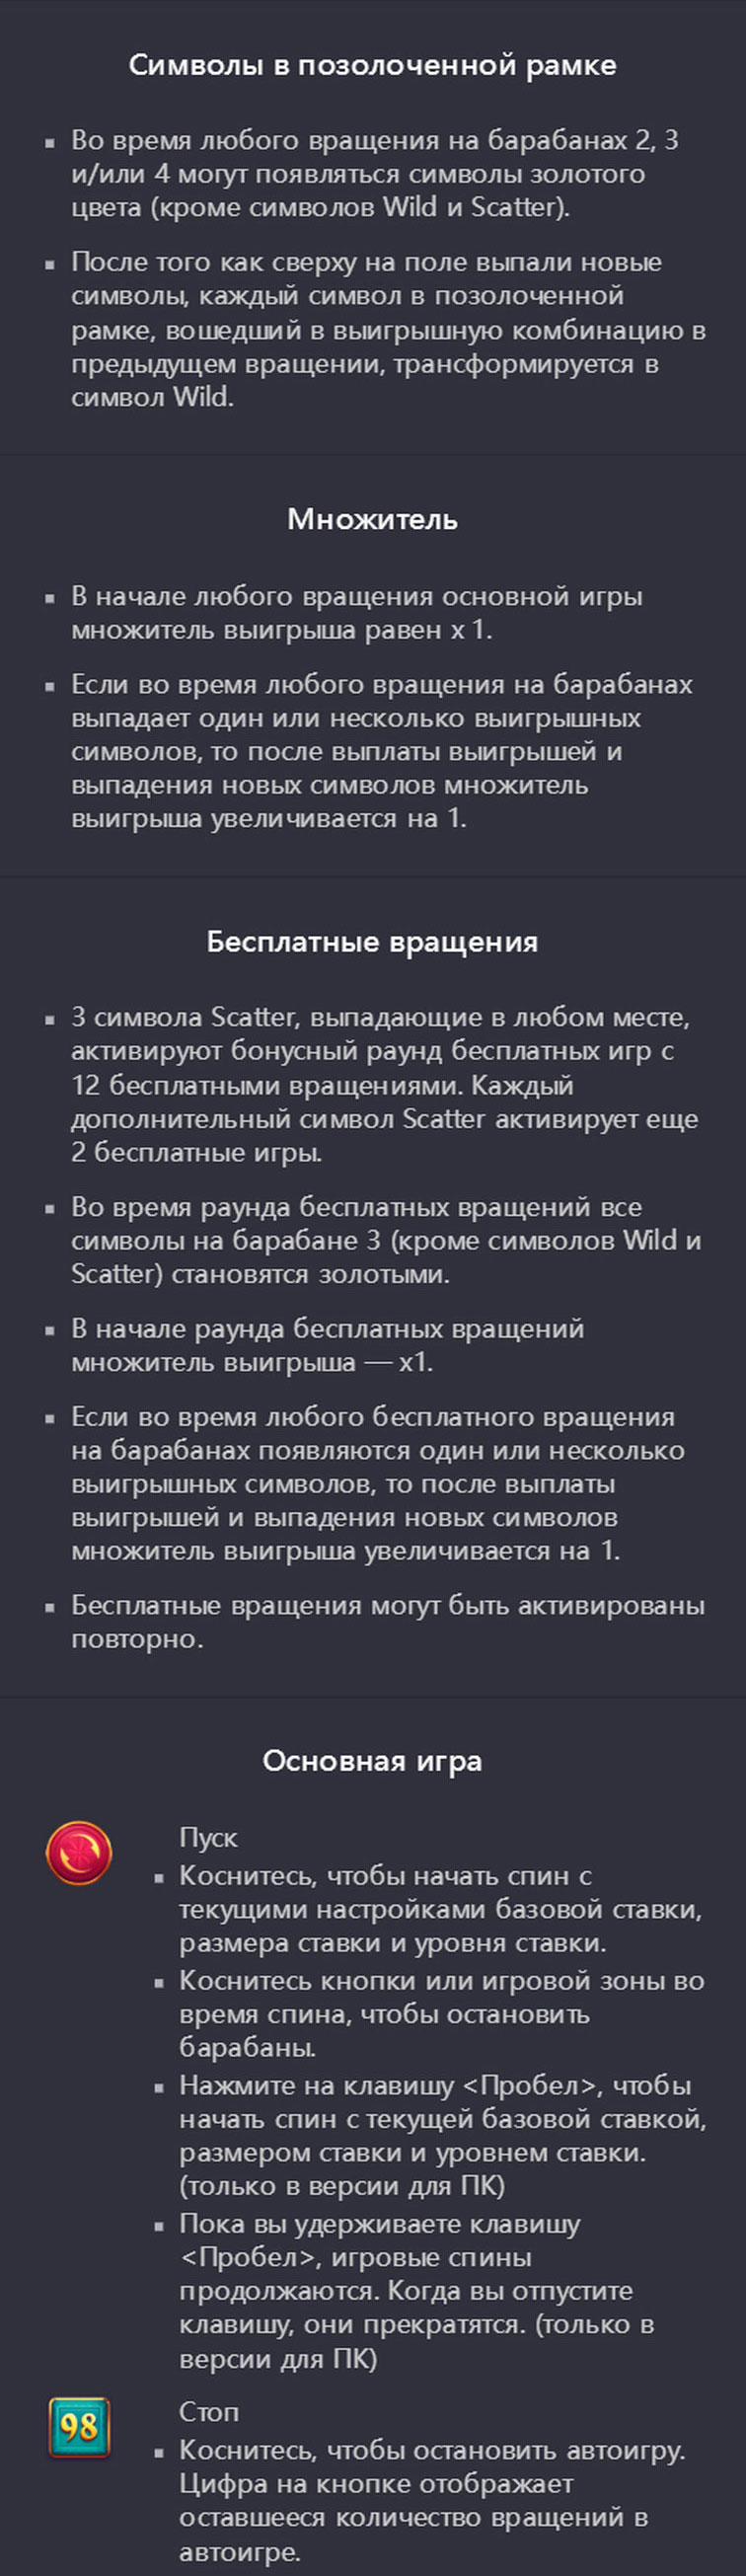 Символы в позолоченной рамке
Во время любого вращения на барабанах 2, 3
и/или 4 могут появляться символы золотого
цвета (кроме символов Wild и Scatter).
После того как сверху на поле выпали новые
символы, каждый символ в позолоченной
рамке, вошедший в выигрышную комбинацию в
предыдущем вращении, трансформируется в
символ Wild.
Множитель
В начале любого вращения основной игры
множитель выигрыша равен x 1.
Если во время любого вращения на барабанах
выпадает один или несколько выигрышных
символов, то после выплаты выигрышей и
выпадения новых символов множитель
выигрыша увеличивается на 1.
Бесплатные вращения
3 символа Scatter, выпадающие в любом месте,
активируют бонусный раунд бесплатных игр с
12 бесплатными вращениями. Каждый
дополнительный символ Scatter активирует еще
2 бесплатные игры.
Во время раунда бесплатных вращений все
символы на барабане 3 (кроме символов Wild и
Scatter) становятся золотыми.
В начале раунда бесплатных вращений
множитель выигрыша — x1.
Если во время любого бесплатного вращения
на барабанах появляются один или несколько
выигрышных символов, то после выплаты
выигрышей и выпадения новых символов
множитель выигрыша увеличивается на 1.
Бесплатные вращения могут быть активированы
повторно.
Основная игра
Пуск
Коснитесь, чтобы начать спин с
текущими настройками базовой ставки,
размера ставки и уровня ставки.
Коснитесь кнопки или игровой зоны во
время спина, чтобы остановить
барабаны.
Нажмите на клавишу <Пробел>, чтобы
начать спин с текущей базовой ставкой,
размером ставки и уровнем ставки.
(только в версии для ПК)
Пока вы удерживаете клавишу
<Пробел>, игровые спины
продолжаются. Когда вы отпустите
клавишу, они прекратятся. (только в
версии для ПК)
98
Стоп
Коснитесь, чтобы остановить автоигру.
Цифра на кнопке отображает
оставшееся количество вращений в
автоигре.